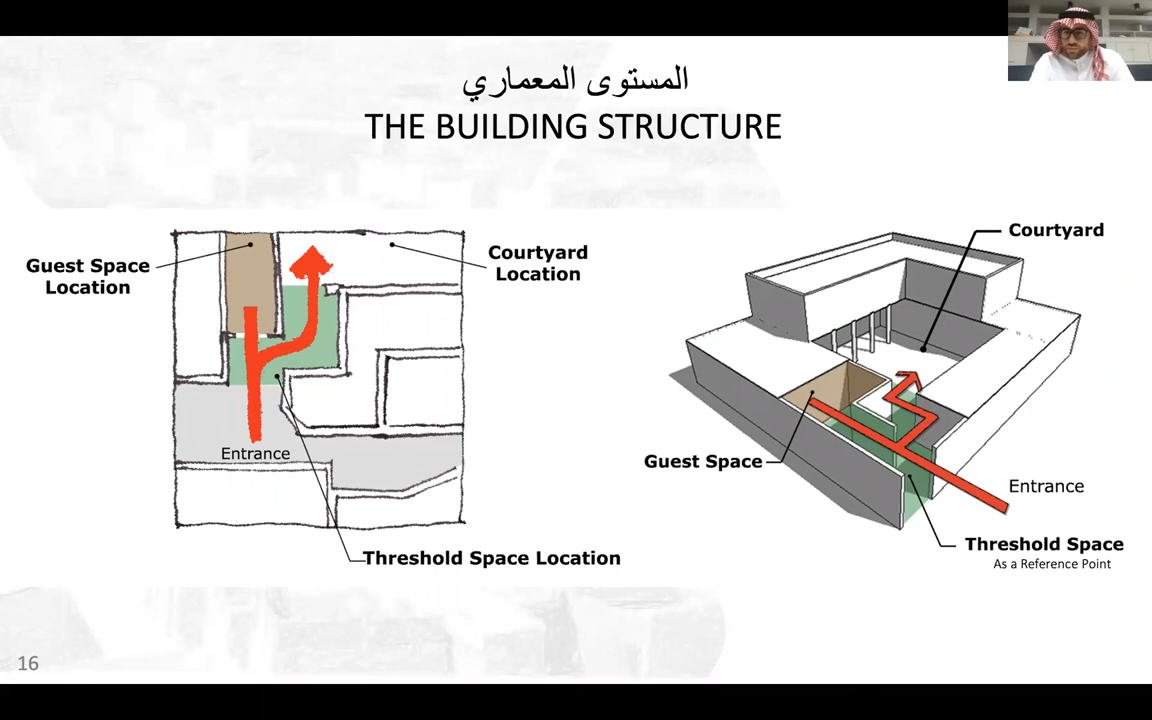 المستوى المعماري
THE BUILDING STRUCTURE
Guest Space
Location
Courtyard
Location
Entrance
Threshold Space Location
Courtyard
Guest Space
Entrance
Threshold Space
As a Reference Point
16